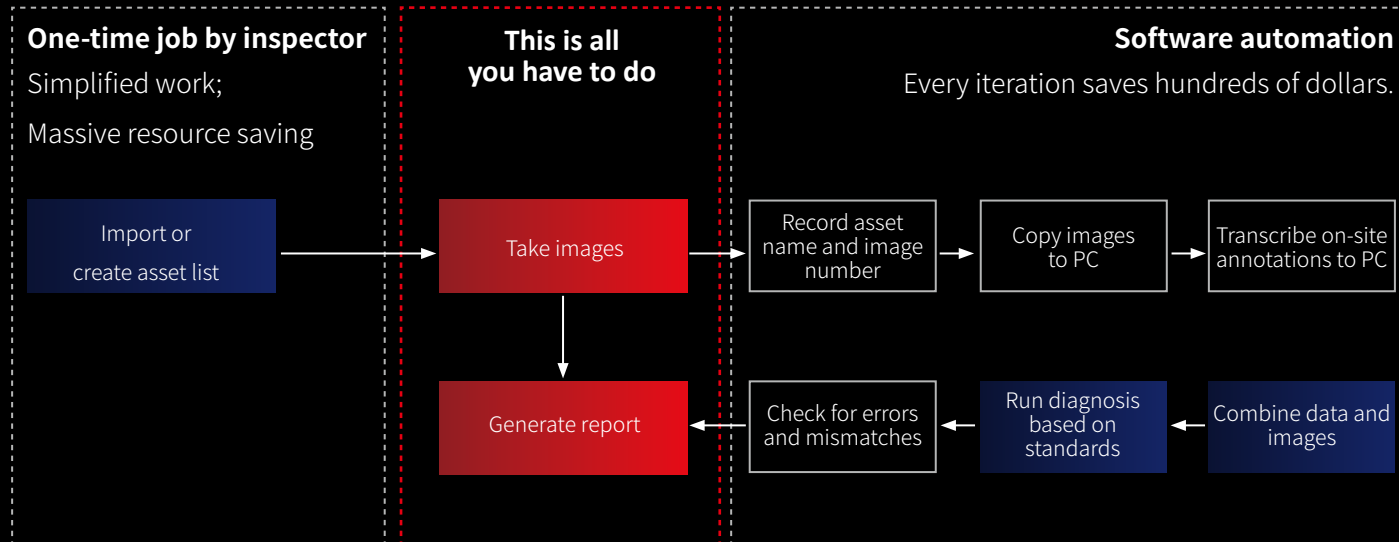 One-time job by inspector
Simplified work;
Massive resource saving
This is all
you have to do
Software automation
Every iteration saves hundreds of dollars.
Import or
create asset list
Take images
Record asset
name and image
number
Copy images
to PC
Transcribe on-site
annotations to PC
Generate report
Check for errors
and mismatches
Run diagnosis
based on
standards
Combine data and
images